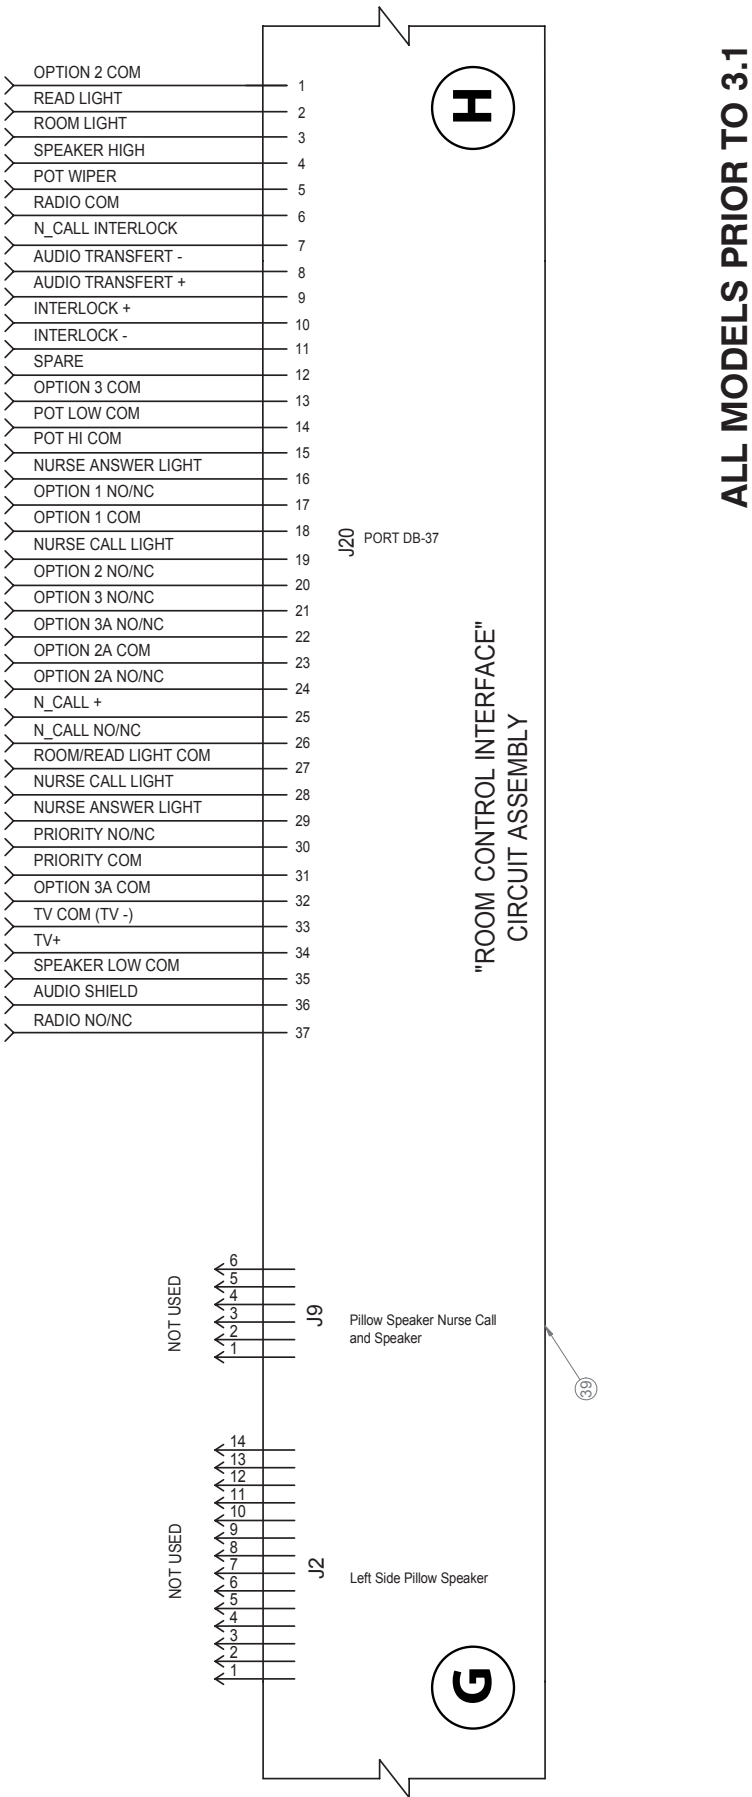 ALL MODELS PRIOR TO 3.1
H
OPTION 2 COM 1
READ LIGHT 2
ROOM LIGHT 3
SPEAKER HIGH 4
POT WIPER 5
RADIO COM 6
N_CALL INTERLOCK 7
AUDIO TRANSFERT - 8
AUDIO TRANSFERT + 9
INTERLOCK + 10
INTERLOCK - 11
SPARE 12
OPTION 3 COM 13
POT LOW COM 14
POT HI COM 15
NURSE ANSWER LIGHT 16
OPTION 1 NO/NC 17
OPTION 1 COM 18
NURSE CALL LIGHT 19
OPTION 2 NO/NC 20
OPTION 3 NO/NC 21
OPTION 3A NO/NC 22
OPTION 2A COM 23
OPTION 2A NO/NC 24
N_CALL + 25
N_CALL NO/NC 26
ROOM/READ LIGHT COM 27
NURSE CALL LIGHT 28
NURSE ANSWER LIGHT 29
PRIORITY NO/NC 30
PRIORITY COM 31
OPTION 3A COM 32
TV COM (TV -) 33
TV+ 34
SPEAKER LOW COM 35
AUDIO SHIELD 36
RADIO NO/NC 37
J20 PORT DB-37
"ROOM CONTROL INTERFACE"
CIRCUIT ASSEMBLY
NOT USED
6
5
4
3
2
1
J9
Pillow Speaker Nurse Call
and Speaker
39
NOT USED
14
13
12
11
10
9
8
7
6
5
4
3
2
1
J2
Left Side Pillow Speaker
G